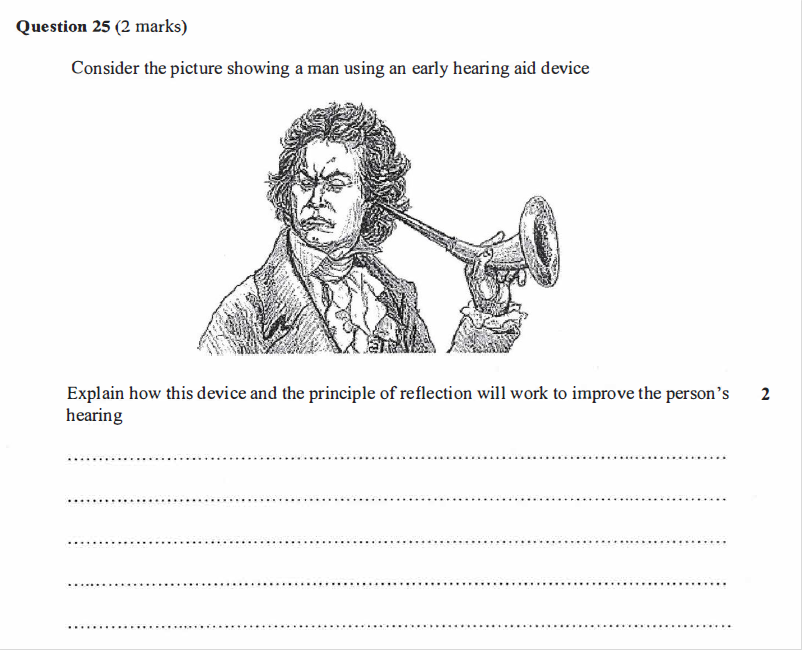 Question 25 (2 marks)
Consider the picture showing a man using an early hearing aid device
Explain how this device and the principle of reflection will work to improve the person's 2
hearing